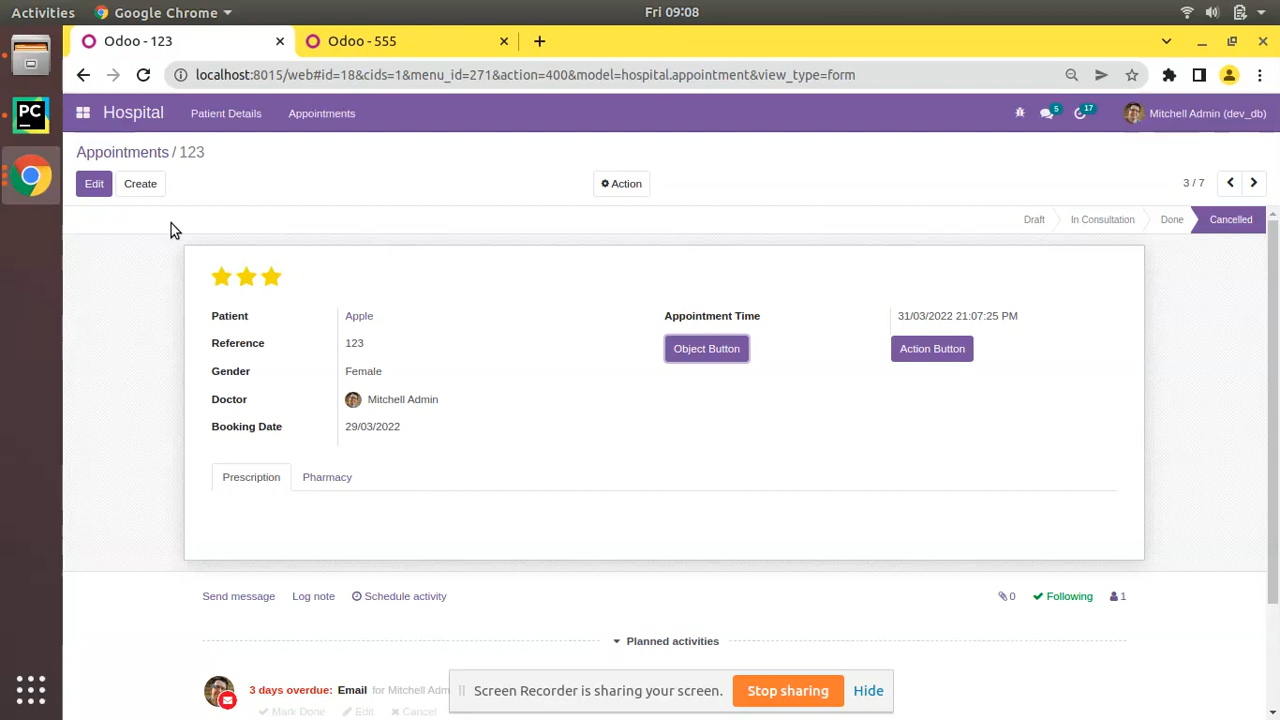 Activities Google Chrome Fri 09:08
Odoo - 123 Odoo - 555
localhost:8015/web#id=18&cids=1&menu_id=271&action=400&model=hospital.appointment&view_type=form
Hospital Patient Details Appointments 5 17 Mitchell Admin (dev_db)
Appointments / 123
Edit Create Action 3 / 7
Draft In Consultation Done Cancelled
Patient Apple Appointment Time 31/03/2022 21:07:25 PM
Reference 123 Object Button Action Button
Gender Female
Doctor Mitchell Admin
Booking Date 29/03/2022
Prescription Pharmacy
Send message Log note Schedule activity 0 Following 1
Planned activities
3 days overdue: Email for Mitchell Adm
Mark Done Edit Cancel
Screen Recorder is sharing your screen. Stop sharing Hide
PC